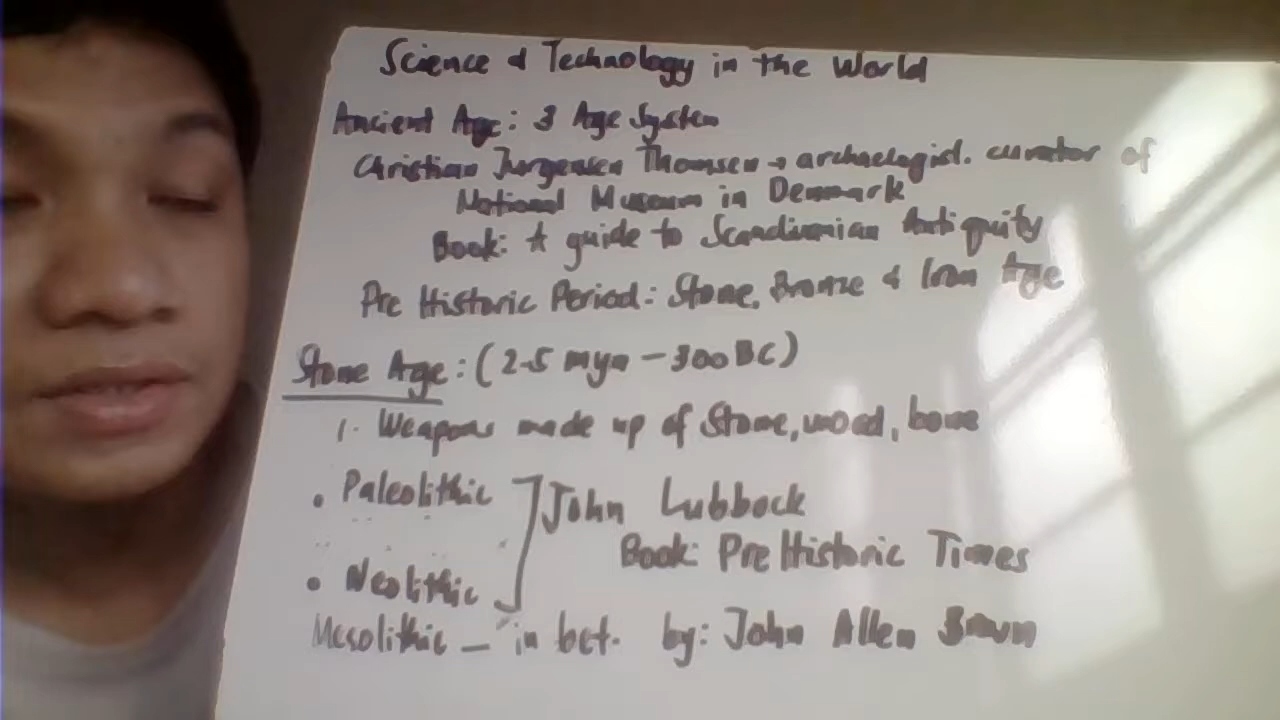 Science & Technology in the World
Ancient Age: 3 Age System
Christian Jurgensen Thomsen → archaelogist. curator of
National Museum in Denmark
Book: A guide to Scandinavian Antiquity
Pre Historic Period: Stone, Bronze & Iron Age
Stone Age: (2.5 mya - 300 BC)
1. Weapons made up of Stone, wood, bone
• Paleolithic ] John Lubbock
Book: Pre Historic Times
• Neolithic
Mesolithic - in bet. by: John Allen Brown